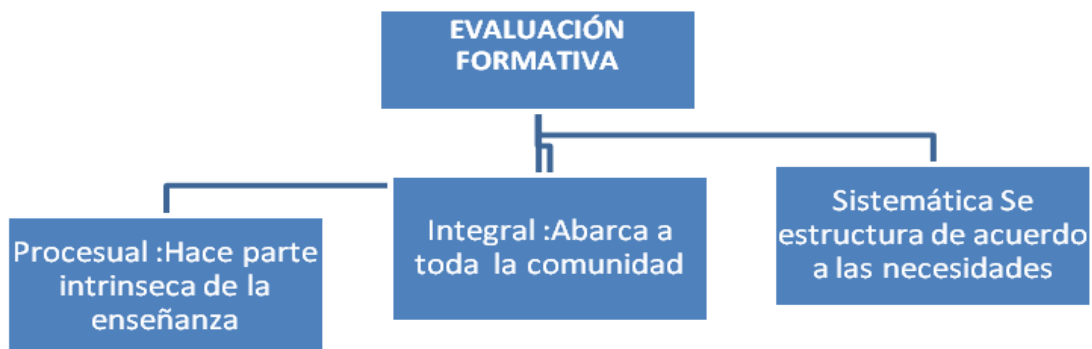 EVALUACIÓN
FORMATIVA
Procesual :Hace parte
intrinseca de la
enseñanza
Integral :Abarca a
toda la comunidad
Sistemática Se
estructura de acuerdo
a las necesidades